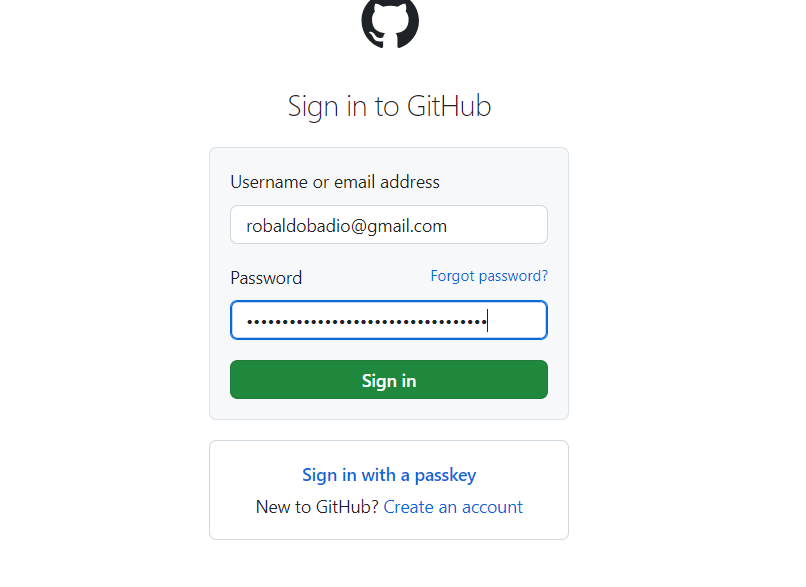 Sign in to GitHub
Username or email address
robaldobadio@gmail.com
Password Forgot password?
••••••••••••••••••••••••••••••••••
Sign in
Sign in with a passkey
New to GitHub? Create an account